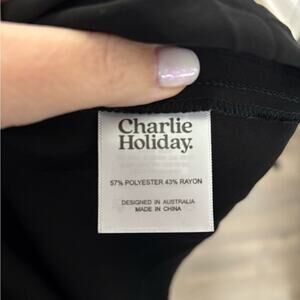 Charlie
Holiday.
57% POLYESTER 43% RAYON
DESIGNED IN AUSTRALIA
MADE IN CHINA